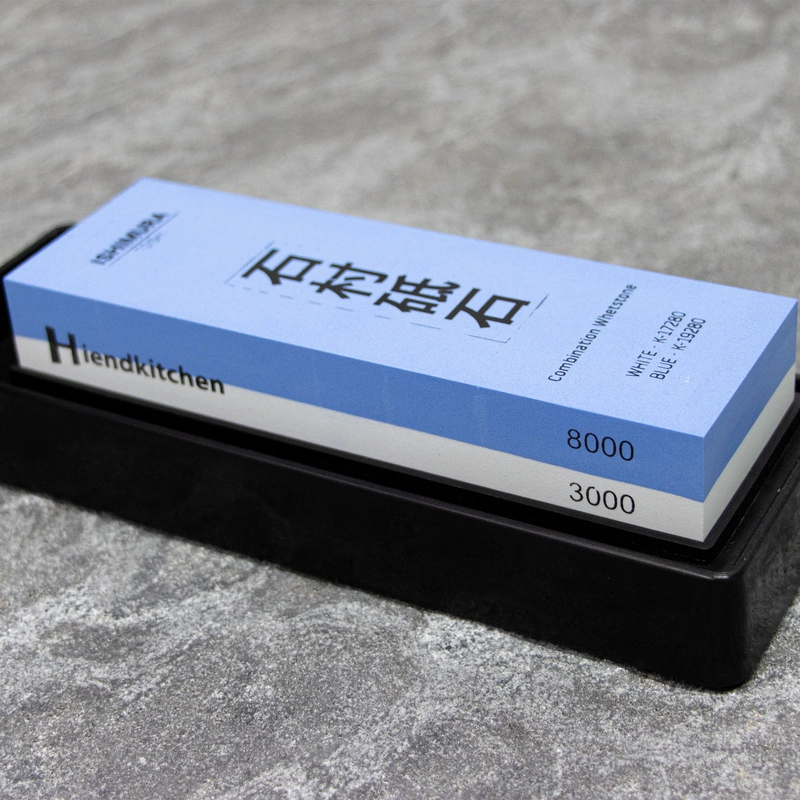 ISHIMURA
石村砥石
Combination Whetstone
WHITE - K-17280
BLUE - K-19280
Hiendkitchen
8000
3000